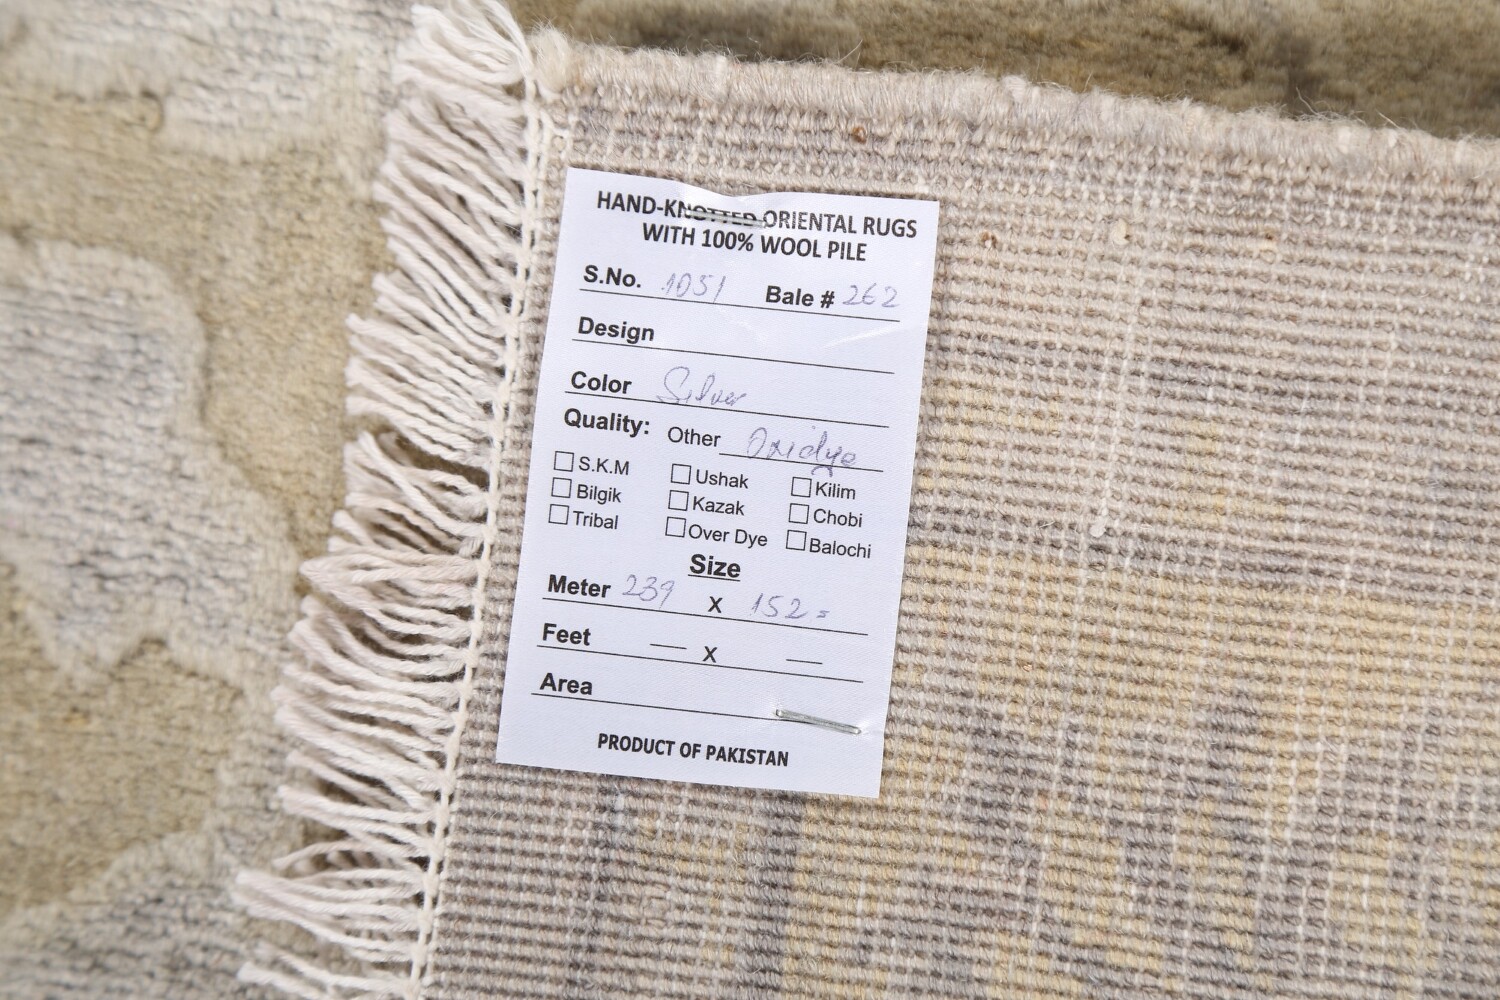 HAND-KNOTTED ORIENTAL RUGS
WITH 100% WOOL PILE
S.No. 1051 Bale # 262
Design
Color Silver
Quality: Other Oxidye
S.K.M Ushak Kilim
Bilgik Kazak Chobi
Tribal Over Dye Balochi
Size
Meter 239 X 152 =
Feet — X —
Area
PRODUCT OF PAKISTAN